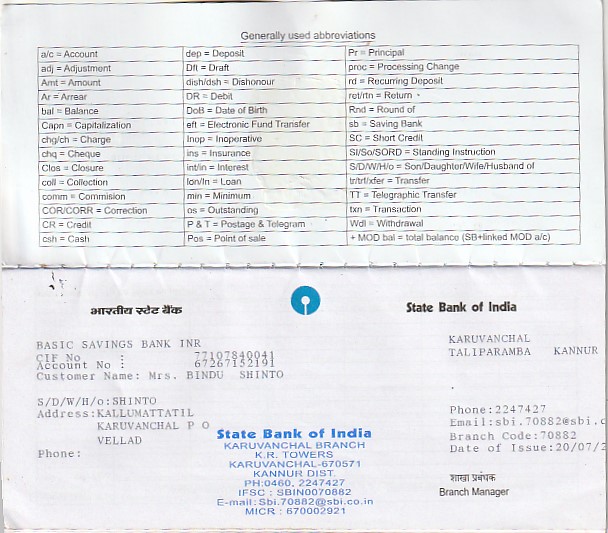 Generally used abbreviations
a/c = Account dep = Deposit Pr = Principal
adj = Adjustment Dft = Draft proc = Processing Change
Amt = Amount dish/dsh = Dishonour rd = Recurring Deposit
Ar = Arrear DR = Debit ret/rtn = Return
bal = Balance DoB = Date of Birth Rnd = Round of
Capn = Capitalization eft = Electronic Fund Transfer sb = Saving Bank
chg/ch = Charge Inop = Inoperative SC = Short Credit
chq = Cheque ins = Insurance SI/So/SORD = Standing Instruction
Clos = Closure int/in = Interest S/D/W/H/o = Son/Daughter/Wife/Husband of
coll = Collection lon/ln = Loan tr/trf/xfer = Transfer
comm = Commision min = Minimum TT = Telegraphic Transfer
COR/CORR = Correction os = Outstanding txn = Transaction
CR = Credit P & T = Postage & Telegram Wdl = Withdrawal
csh = Cash Pos = Point of sale + MOD bal = total balance (SB+linked MOD a/c)
भारतीय स्टेट बैंक State Bank of India
BASIC SAVINGS BANK INR
CIF No : 77107840041
Account No : 67267152191
Customer Name: Mrs. BINDU SHINTO
KARUVANCHAL
TALIPARAMBA KANNUR
S/D/W/H/o:SHINTO
Address:KALLUMATTATIL
KARUVANCHAL P O
VELLAD
Phone:
Phone:2247427
Email:sbi.70882@sbi.c
Branch Code:70882
Date of Issue:20/07/2
State Bank of India
KARUVANCHAL BRANCH
K.R. TOWERS
KARUVANCHAL-670571
KANNUR DIST.
PH:0460, 2247427
IFSC : SBIN0070882
E-mail: Sbi.70882@sbi.co.in
MICR : 670002921
शाखा प्रबंधक
Branch Manager